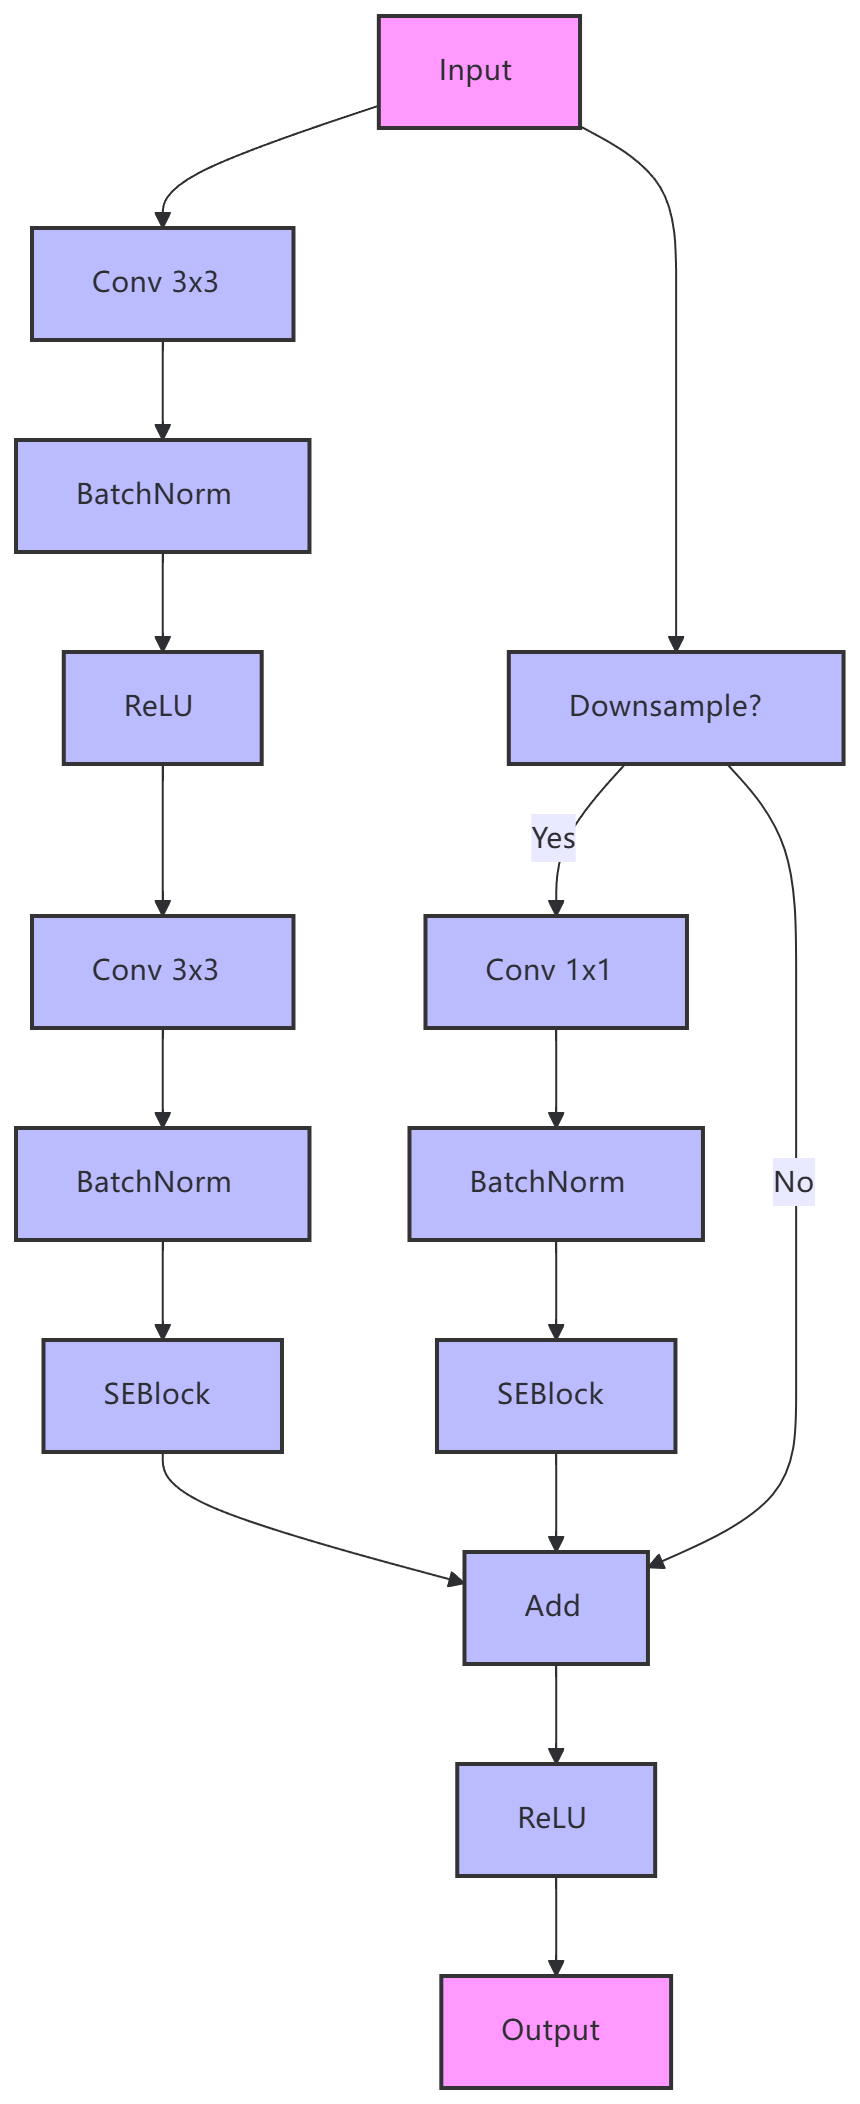 Input
Conv 3x3
BatchNorm
ReLU
Downsample?
Yes
Conv 3x3
Conv 1x1
BatchNorm
BatchNorm
No
SEBlock
SEBlock
Add
ReLU
Output